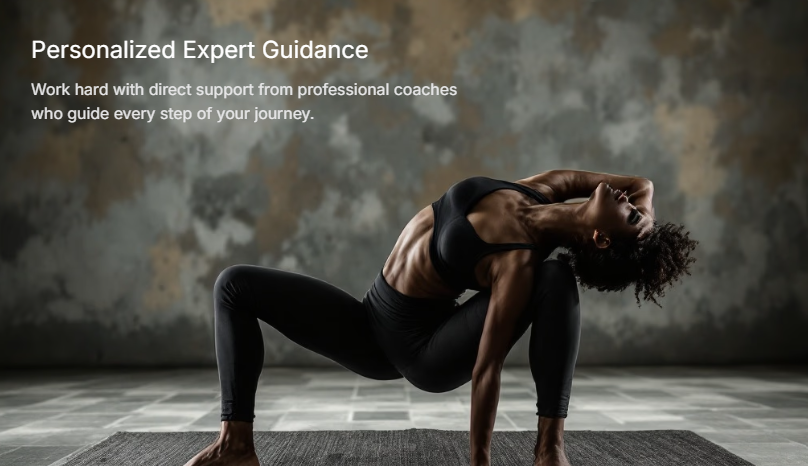 Personalized Expert Guidance
Work hard with direct support from professional coaches
who guide every step of your journey.